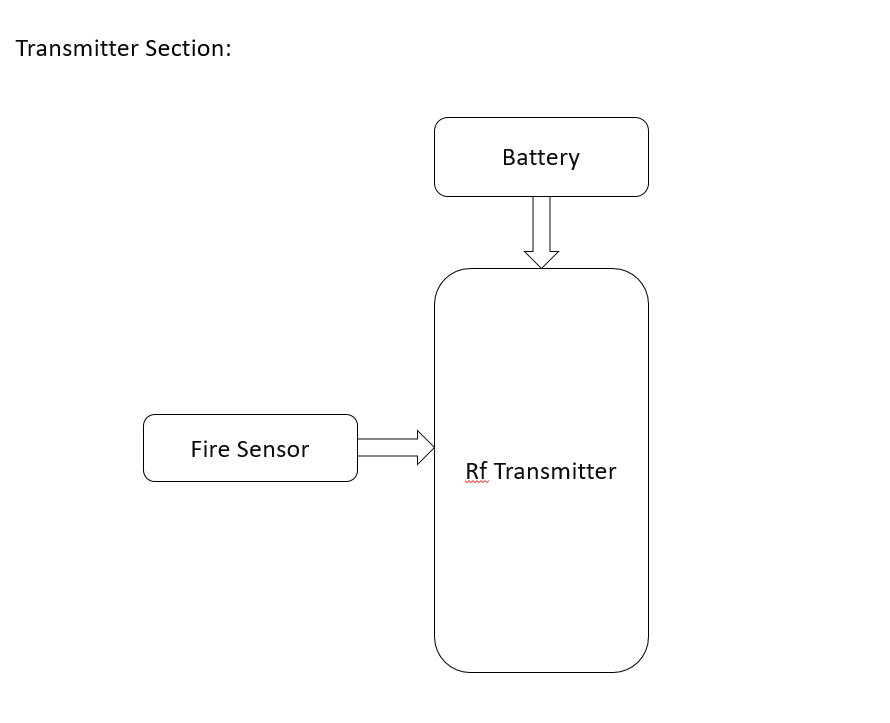 Transmitter Section:
Battery
Fire Sensor
Rf Transmitter